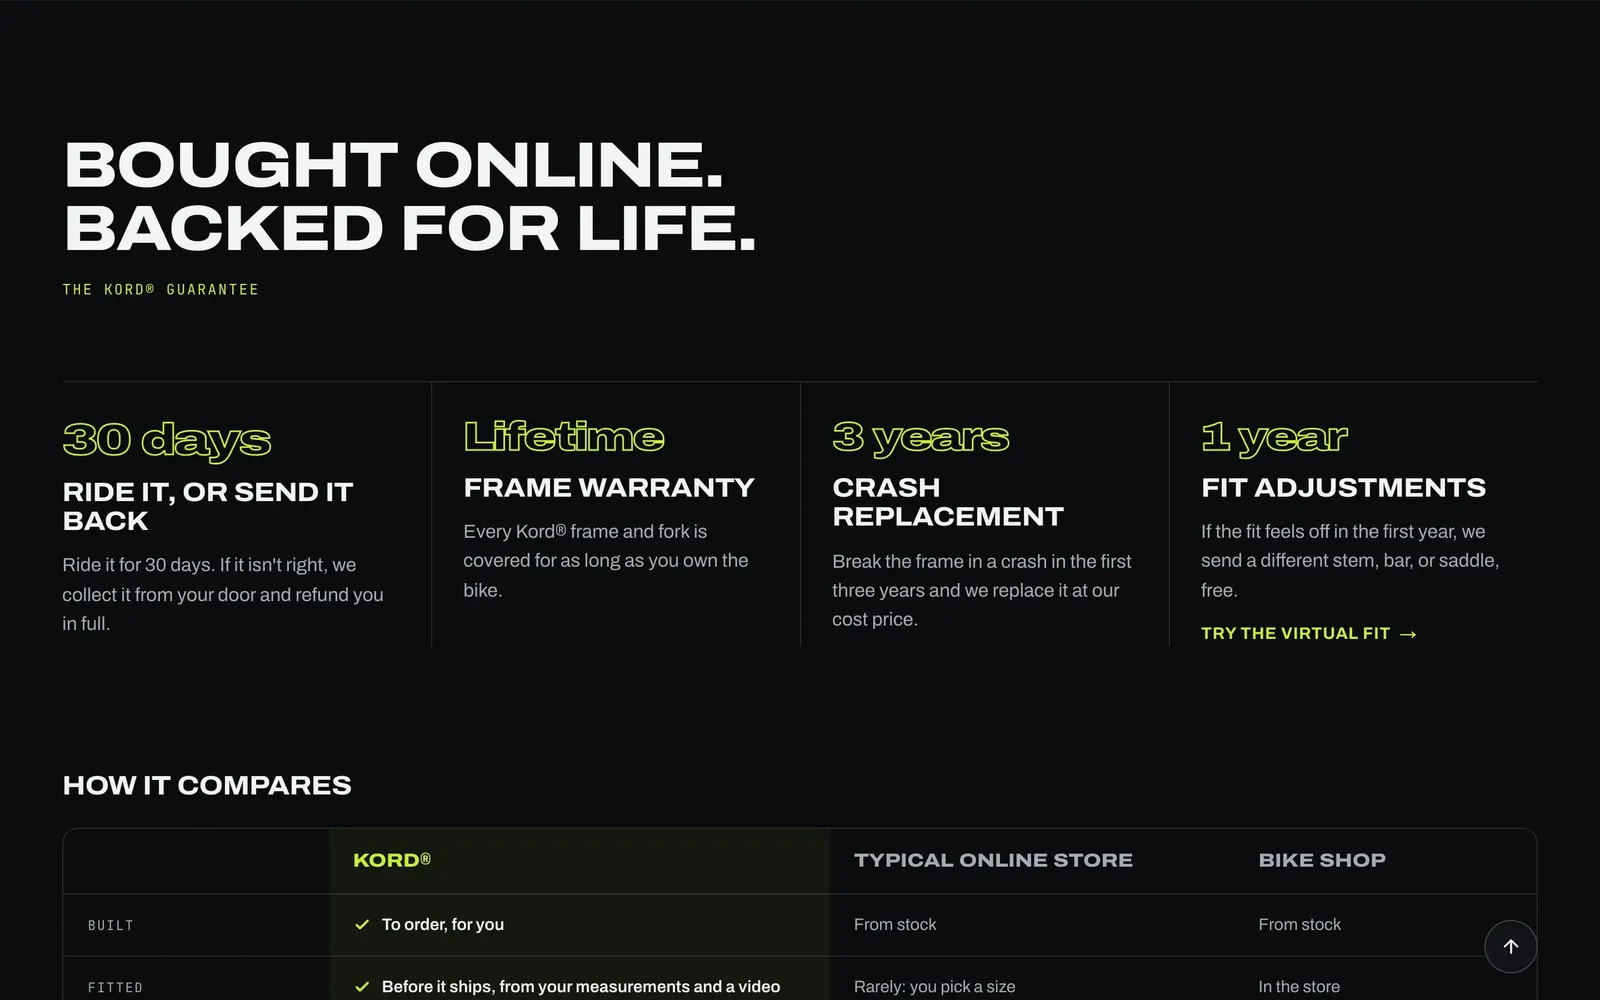 BOUGHT ONLINE.
BACKED FOR LIFE.
THE KORD® GUARANTEE
30 days
RIDE IT, OR SEND IT
BACK
Ride it for 30 days. If it isn't right, we
collect it from your door and refund you
in full.
Lifetime
FRAME WARRANTY
Every Kord® frame and fork is
covered for as long as you own the
bike.
3 years
CRASH
REPLACEMENT
Break the frame in a crash in the first
three years and we replace it at our
cost price.
1 year
FIT ADJUSTMENTS
If the fit feels off in the first year, we
send a different stem, bar, or saddle,
free.
TRY THE VIRTUAL FIT →
HOW IT COMPARES
KORD® TYPICAL ONLINE STORE BIKE SHOP
BUILT To order, for you From stock From stock
FITTED Before it ships, from your measurements and a video Rarely: you pick a size In the store